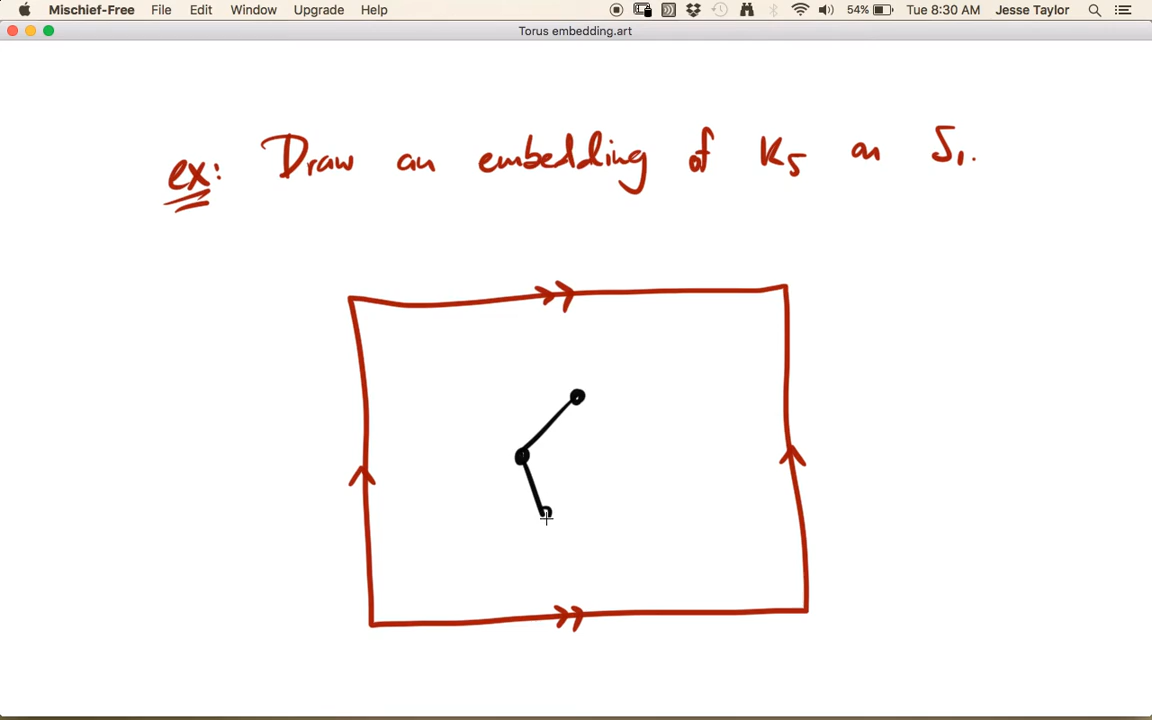 Mischief-Free File Edit Window Upgrade Help 54% Tue 8:30 AM Jesse Taylor
Torus embedding.art
ex: Draw an embedding of K5 on S1.